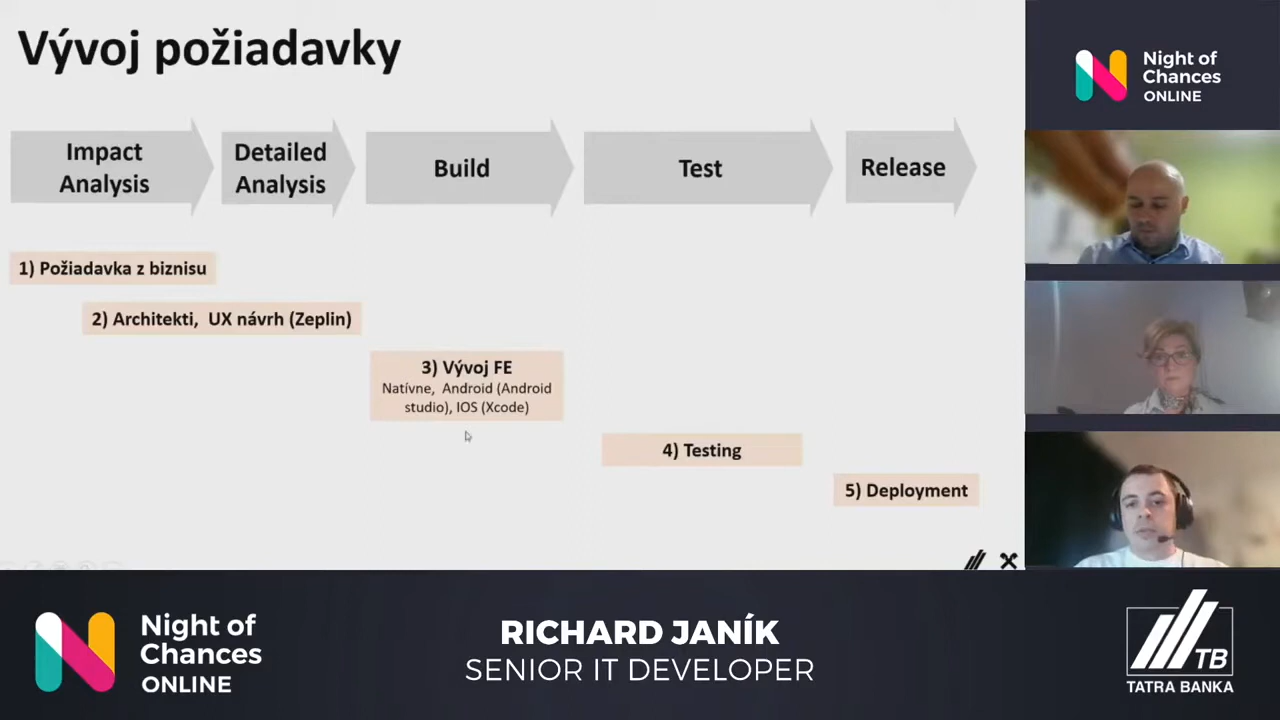 Vývoj požiadavky
Impact
Analysis
Detailed
Analysis
Build
Test
Release
1) Požiadavka z biznisu
2) Architekti, UX návrh (Zeplin)
3) Vývoj FE
Natívne, Android (Android
studio), IOS (Xcode)
4) Testing
5) Deployment
Night of
Chances
ONLINE
Night of
Chances
ONLINE
RICHARD JANÍK
SENIOR IT DEVELOPER
TB
TATRA BANKA